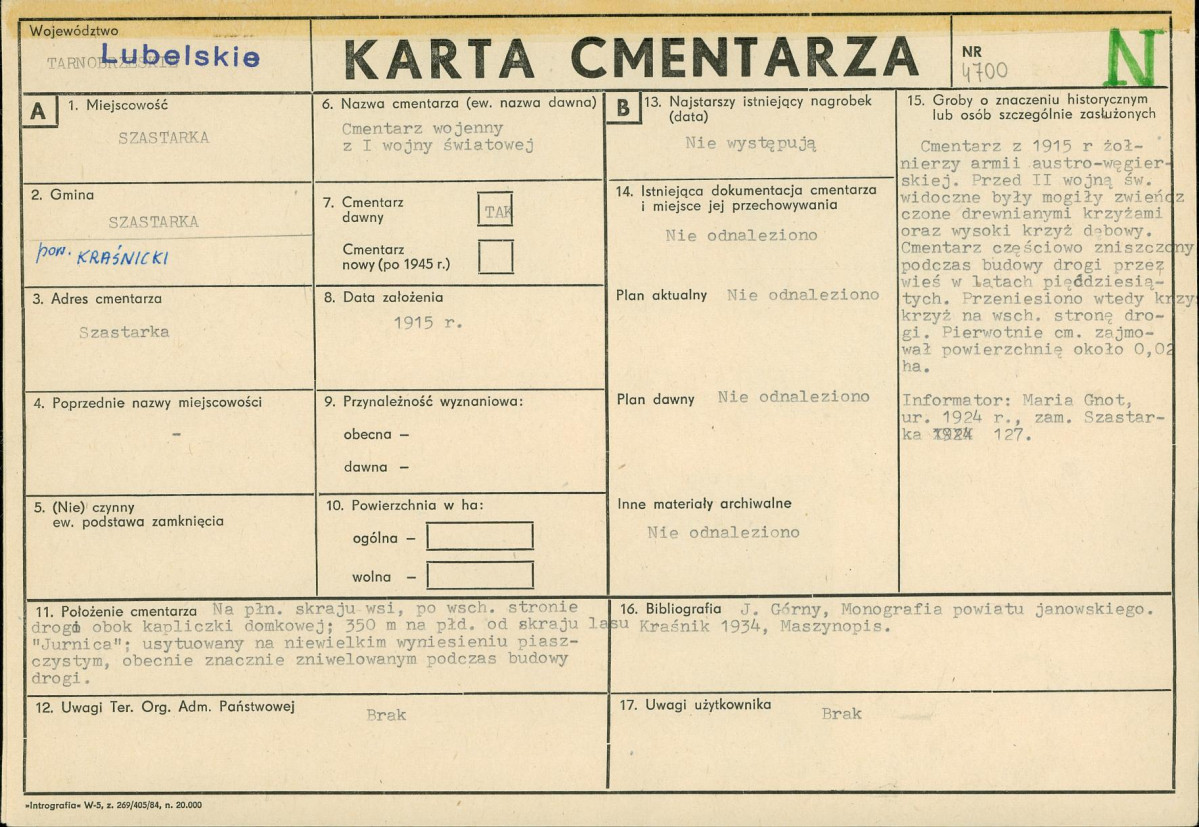 Województwo
TARNOBRZESKIE
Lubelskie
KARTA CMENTARZA
NR
4700
N
A
1. Miejscowość
SZASTARKA
2. Gmina
SZASTARKA
pow. KRAŚNICKI
3. Adres cmentarza
Szastarka
4. Poprzednie nazwy miejscowości
–
5. (Nie) czynny
ew. podstawa zamknięcia
6. Nazwa cmentarza (ew. nazwa dawna)
Cmentarz wojenny
z I wojny światowej
7. Cmentarz
dawny
TAK
Cmentarz
nowy (po 1945 r.)
8. Data założenia
1915 r.
9. Przynależność wyznaniowa:
obecna –
dawna –
10. Powierzchnia w ha:
ogólna –
wolna –
B
13. Najstarszy istniejący nagrobek
(data)
Nie występują
14. Istniejąca dokumentacja cmentarza
i miejsce jej przechowywania
Nie odnaleziono
Plan aktualny Nie odnaleziono
Plan dawny Nie odnaleziono
Inne materiały archiwalne
Nie odnaleziono
15. Groby o znaczeniu historycznym
lub osób szczególnie zasłużonych
Cmentarz z 1915 r żoł-
nierzy armii austro-węgier-
skiej. Przed II wojną św.
widoczne były mogiły zwieńcz
czone drewnianymi krzyżami
oraz wysoki krzyż dębowy.
Cmentarz częściowo zniszczony
podczas budowy drogi przez
wieś w latach pięddziesią-
tych. Przeniesiono wtedy krzyż
krzyż na wsch. stronę dro-
gi. Pierwotnie cm. zajmo-
wał powierzchnię około 0,02
ha.
Informator: Maria Gnot,
ur. 1924 r., zam. Szastar-
ka 1924 127.
11. Położenie cmentarza Na płn. skraju wsi, po wsch. stronie
drogi obok kapliczki domkowej; 350 m na płd. od skraju lasu
"Jurnica"; usytuowany na niewielkim wyniesieniu piasz-
czystym, obecnie znacznie zniwelowanym podczas budowy
drogi.
12. Uwagi Ter. Org. Adm. Państwowej
Brak
16. Bibliografia J. Górny, Monografia powiatu janowskiego.
Kraśnik 1934, Maszynopis.
17. Uwagi użytkownika
Brak
»Intrografia« W-5, z. 269/405/84, n. 20.000